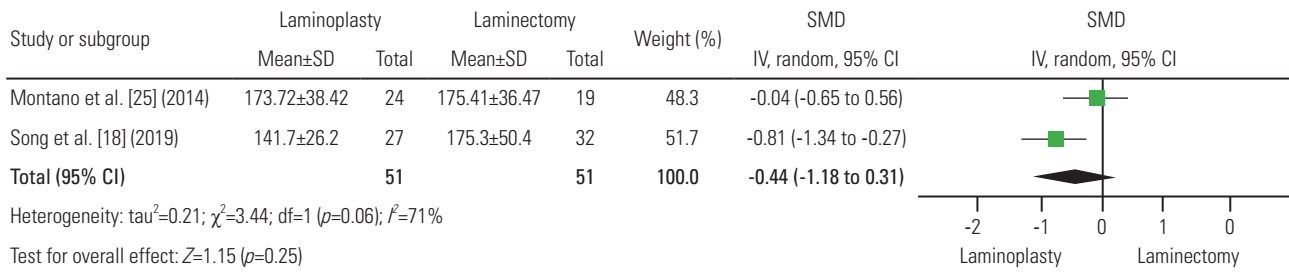 Study or subgroup Laminoplasty Laminectomy Weight (%) SMD SMD
Mean±SD Total Mean±SD Total IV, random, 95% CI IV, random, 95% CI
Montano et al. [25] (2014) 173.72±38.42 24 175.41±36.47 19 48.3 -0.04 (-0.65 to 0.56)
Song et al. [18] (2019) 141.7±26.2 27 175.3±50.4 32 51.7 -0.81 (-1.34 to -0.27)
Total (95% CI) 51 51 100.0 -0.44 (-1.18 to 0.31)
Heterogeneity: tau²=0.21; χ²=3.44; df=1 (p=0.06); I²=71%
Test for overall effect: Z=1.15 (p=0.25)
-2 -1 0 1 0
Laminoplasty Laminectomy